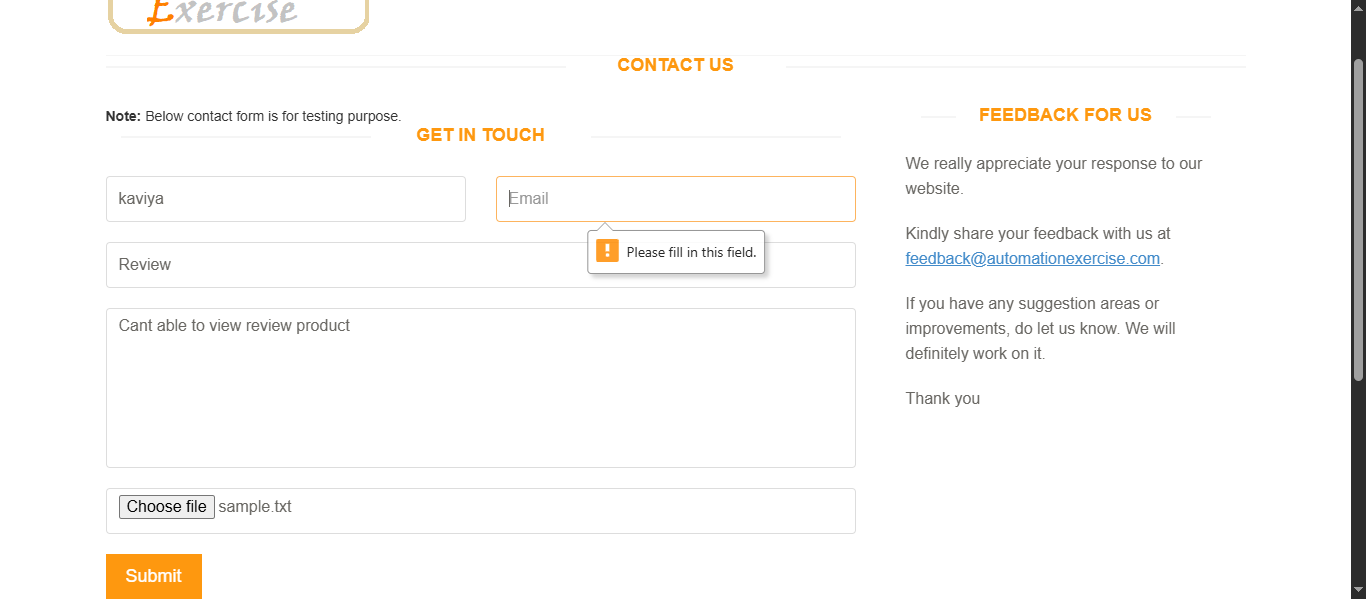 Exercise
CONTACT US
Note: Below contact form is for testing purpose.
GET IN TOUCH
kaviya
Email
Please fill in this field.
Review
Cant able to view review product
Choose file sample.txt
Submit
FEEDBACK FOR US
We really appreciate your response to our
website.
Kindly share your feedback with us at
feedback@automationexercise.com.
If you have any suggestion areas or
improvements, do let us know. We will
definitely work on it.
Thank you